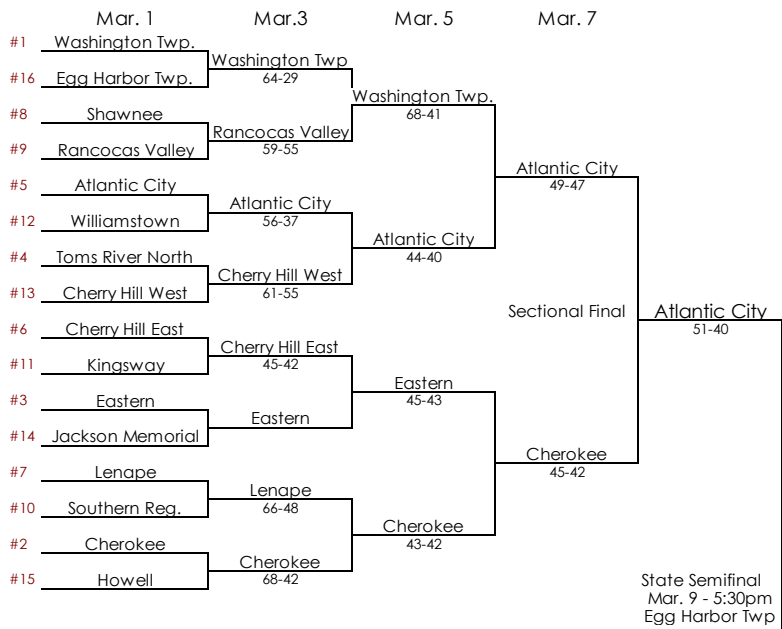 Mar. 1 Mar.3 Mar. 5 Mar. 7
#1 Washington Twp.
Washington Twp
64-29
#16 Egg Harbor Twp.
Washington Twp.
68-41
#8 Shawnee
Rancocas Valley
59-55
#9 Rancocas Valley
Atlantic City
49-47
#5 Atlantic City
Atlantic City
56-37
#12 Williamstown
Atlantic City
44-40
#4 Toms River North
Cherry Hill West
61-55
#13 Cherry Hill West
Sectional Final
Atlantic City
51-40
#6 Cherry Hill East
Cherry Hill East
45-42
#11 Kingsway
Eastern
45-43
#3 Eastern
Eastern
#14 Jackson Memorial
Cherokee
45-42
#7 Lenape
Lenape
66-48
#10 Southern Reg.
Cherokee
43-42
#2 Cherokee
Cherokee
68-42
#15 Howell
State Semifinal
Mar. 9 - 5:30pm
Egg Harbor Twp